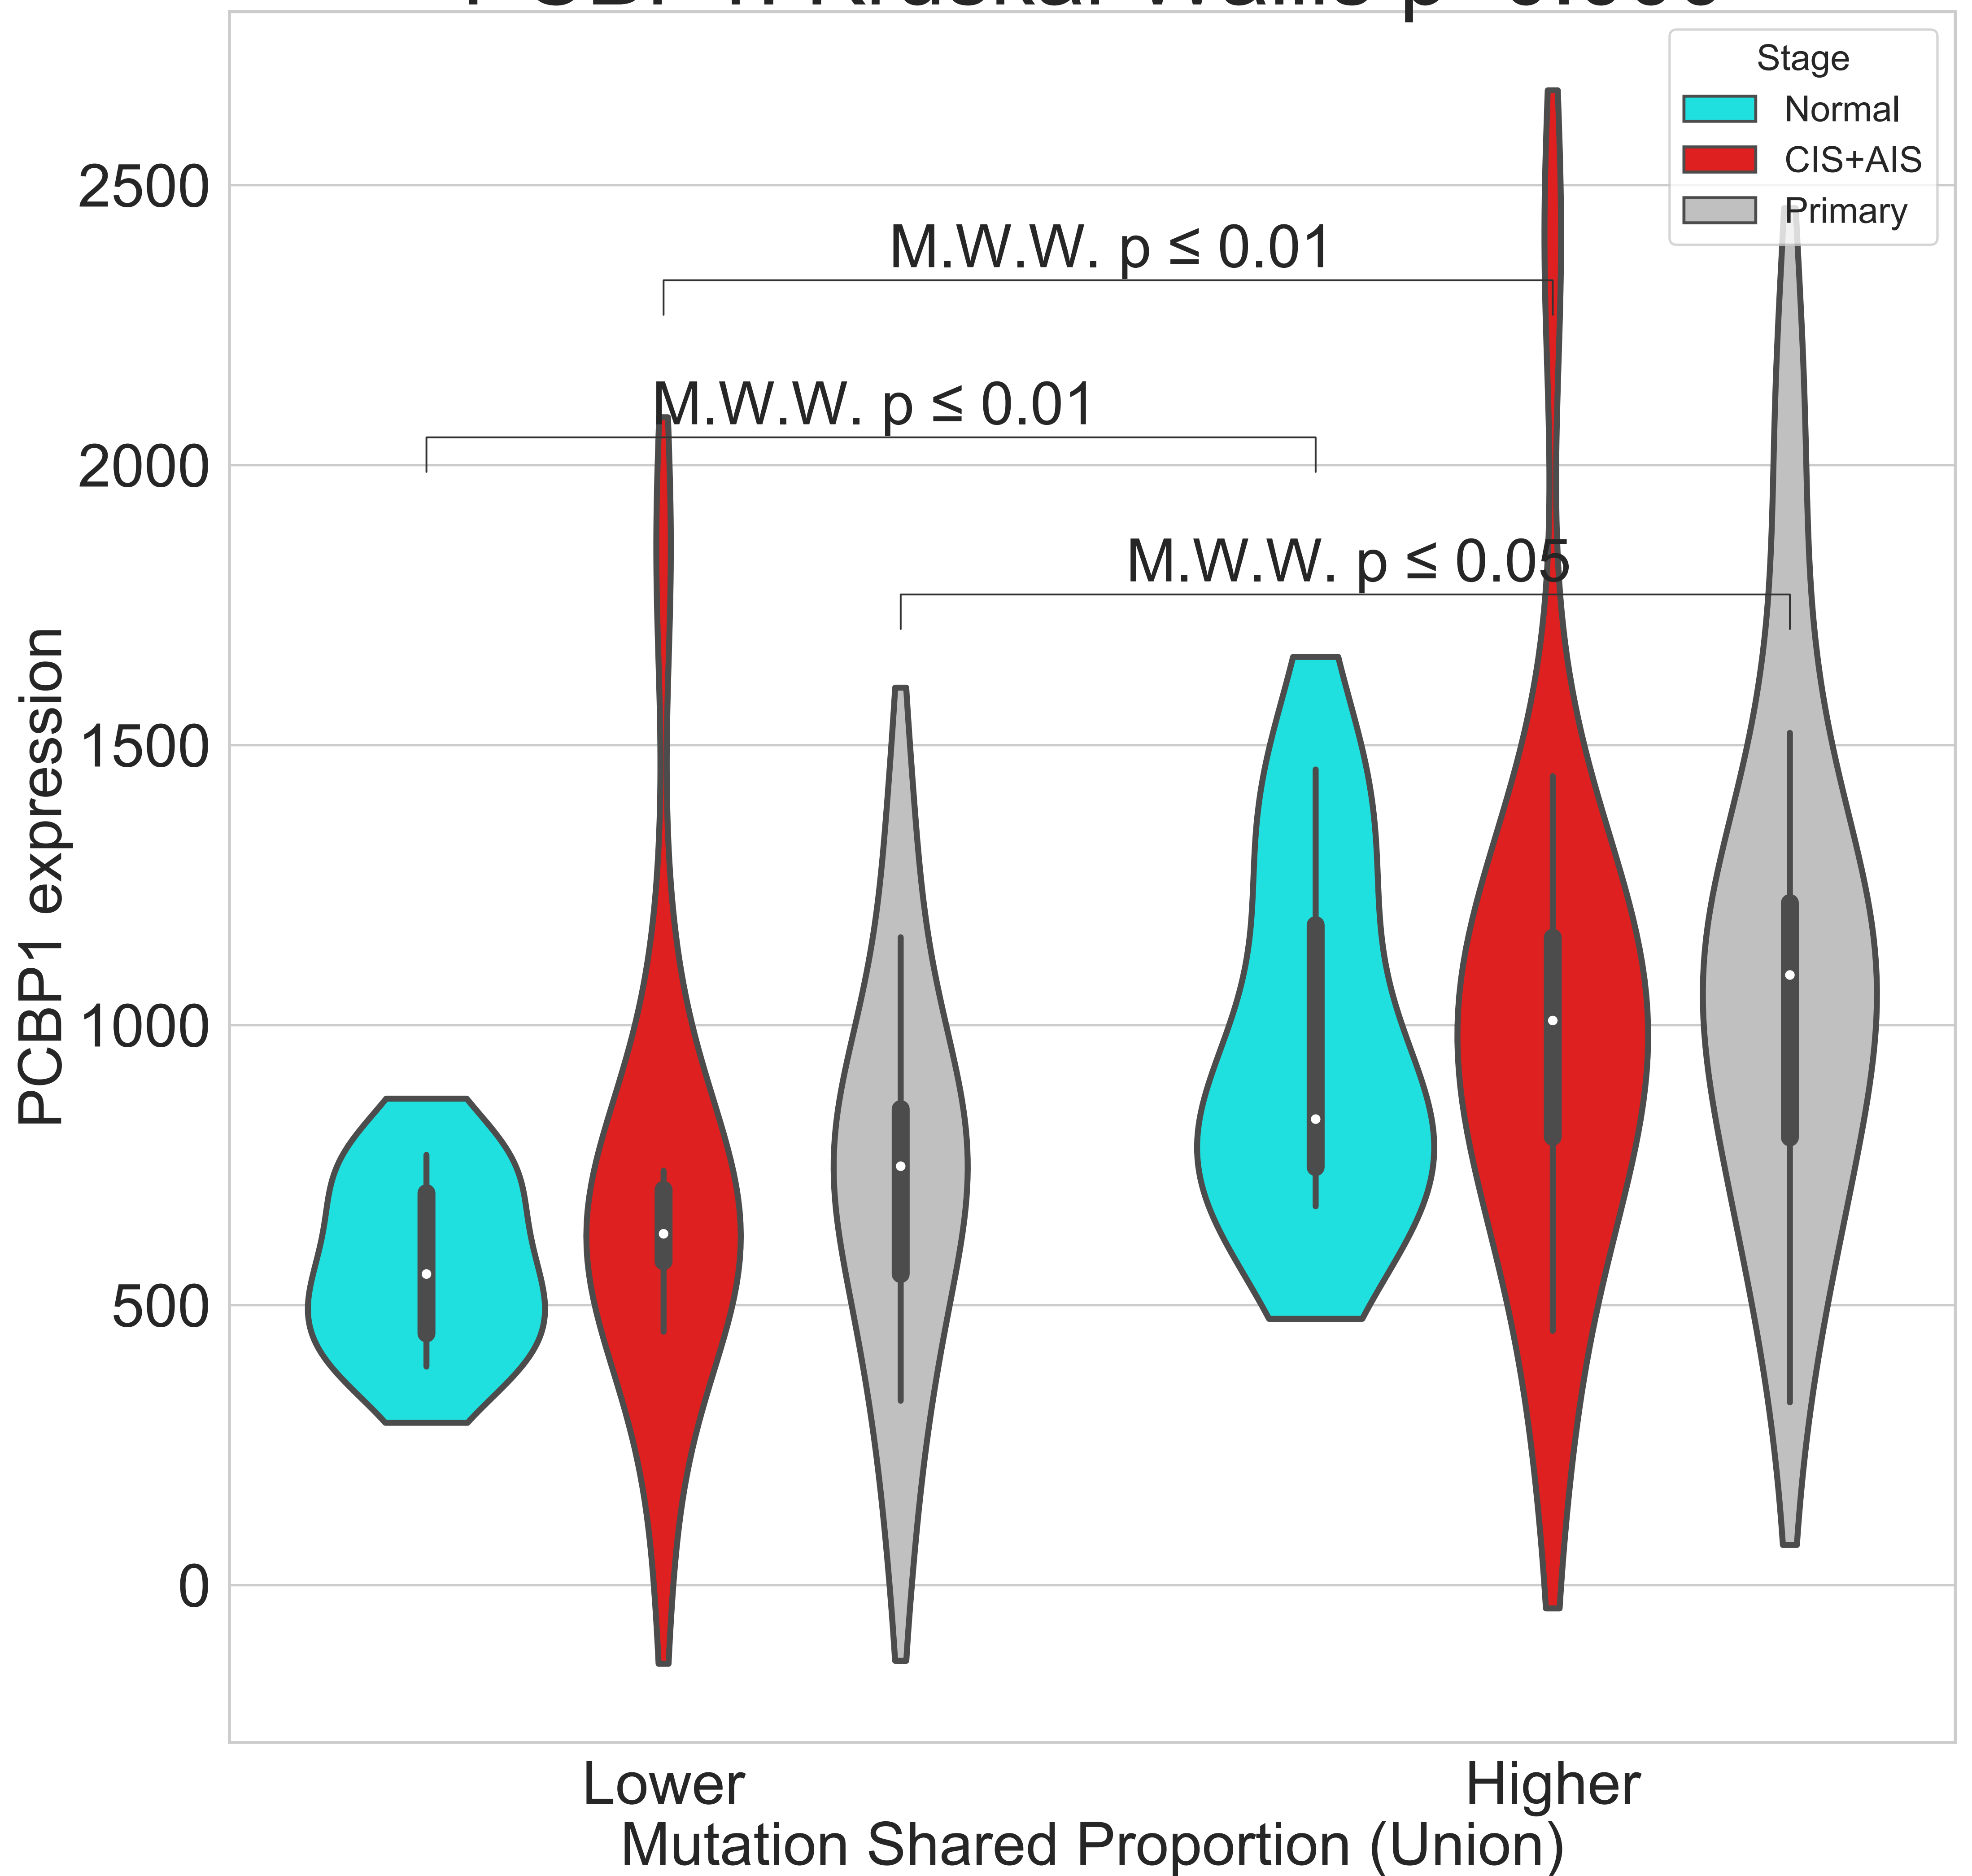 Stage
Normal
CIS+AIS
Primary
2500
2000
1500
1000
500
0
M.W.W. p ≤ 0.01
M.W.W. p ≤ 0.01
M.W.W. p ≤ 0.05
PCBP1 expression
Lower
Higher
Mutation Shared Proportion (Union)